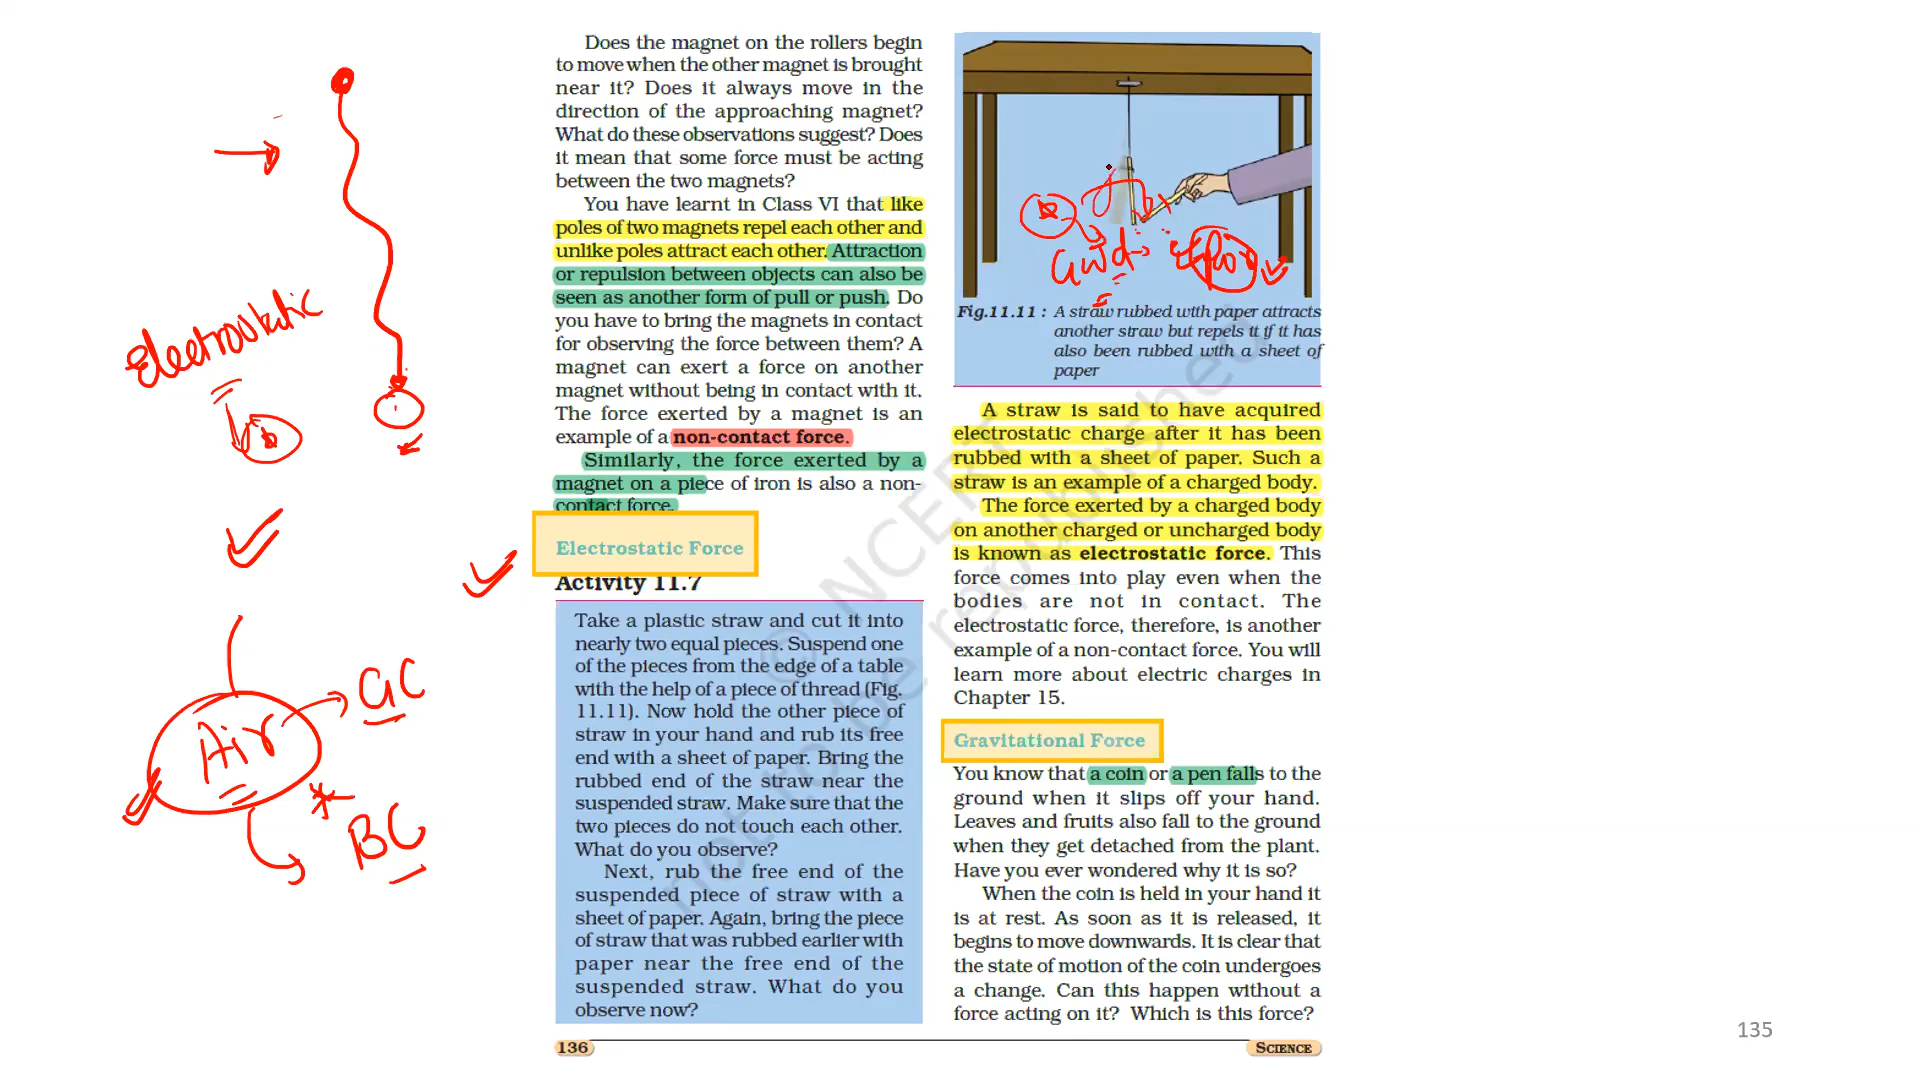 Electrostatic
Air
GC
BC
Does the magnet on the rollers begin
to move when the other magnet is brought
near it? Does it always move in the
direction of the approaching magnet?
What do these observations suggest? Does
it mean that some force must be acting
between the two magnets?
You have learnt in Class VI that like
poles of two magnets repel each other and
unlike poles attract each other. Attraction
or repulsion between objects can also be
seen as another form of pull or push. Do
you have to bring the magnets in contact
for observing the force between them? A
magnet can exert a force on another
magnet without being in contact with it.
The force exerted by a magnet is an
example of a non-contact force.
Similarly, the force exerted by a
magnet on a piece of iron is also a non-
contact force.
Electrostatic Force
Activity 11.7
Take a plastic straw and cut it into
nearly two equal pieces. Suspend one
of the pieces from the edge of a table
with the help of a piece of thread (Fig.
11.11). Now hold the other piece of
straw in your hand and rub its free
end with a sheet of paper. Bring the
rubbed end of the straw near the
suspended straw. Make sure that the
two pieces do not touch each other.
What do you observe?
Next, rub the free end of the
suspended piece of straw with a
sheet of paper. Again, bring the piece
of straw that was rubbed earlier with
paper near the free end of the
suspended straw. What do you
observe now?
136
Fig.11.11 : A straw rubbed with paper attracts
another straw but repels it if it has
also been rubbed with a sheet of
paper
A straw is said to have acquired
electrostatic charge after it has been
rubbed with a sheet of paper. Such a
straw is an example of a charged body.
The force exerted by a charged body
on another charged or uncharged body
is known as electrostatic force. This
force comes into play even when the
bodies are not in contact. The
electrostatic force, therefore, is another
example of a non-contact force. You will
learn more about electric charges in
Chapter 15.
Gravitational Force
You know that a coin or a pen falls to the
ground when it slips off your hand.
Leaves and fruits also fall to the ground
when they get detached from the plant.
Have you ever wondered why it is so?
When the coin is held in your hand it
is at rest. As soon as it is released, it
begins to move downwards. It is clear that
the state of motion of the coin undergoes
a change. Can this happen without a
force acting on it? Which is this force?
SCIENCE
© NCERT
not to be republished
135